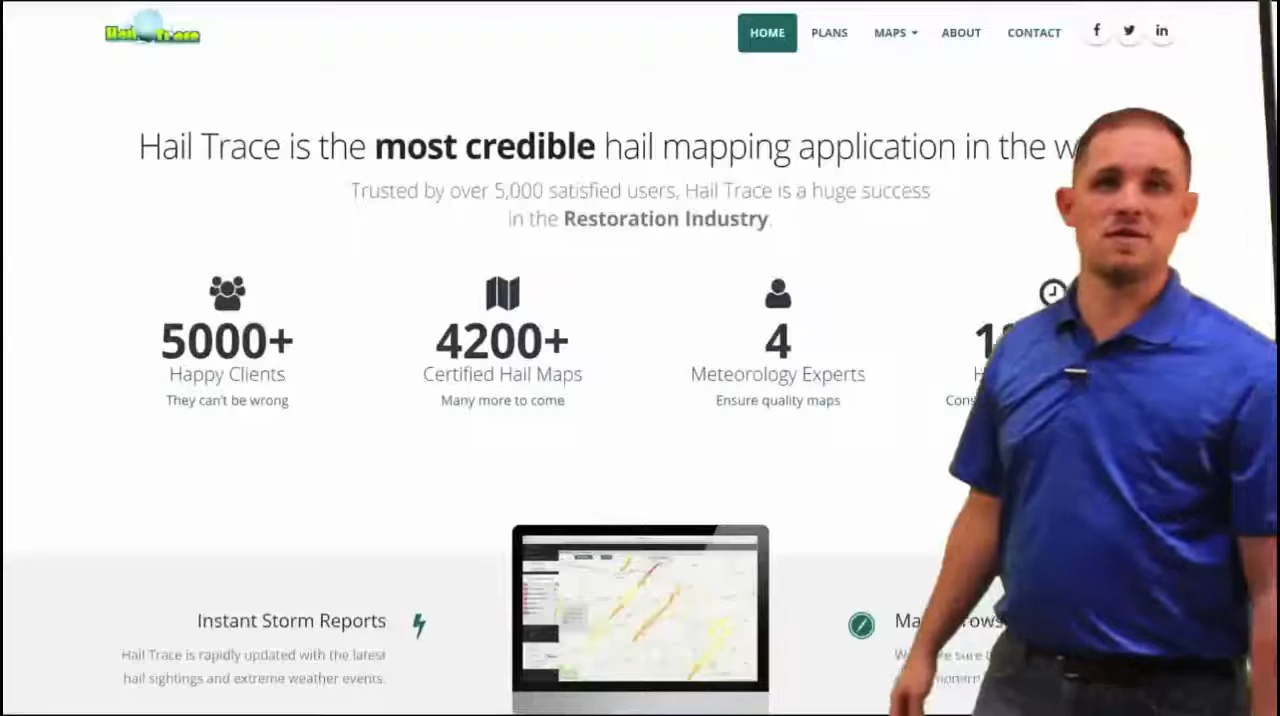 Hail Trace
HOME
PLANS
MAPS
ABOUT
CONTACT
Hail Trace is the most credible hail mapping application in the
Trusted by over 5,000 satisfied users, Hail Trace is a huge success
in the Restoration Industry.
5000+
Happy Clients
They can't be wrong
4200+
Certified Hail Maps
Many more to come
4
Meteorology Experts
Ensure quality maps
Instant Storm Reports
Hail Trace is rapidly updated with the latest
hail sightings and extreme weather events.